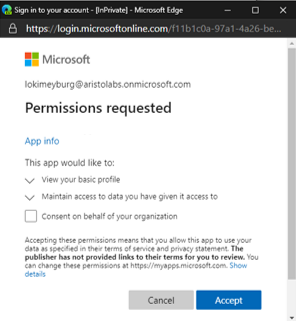 Sign in to your account - [InPrivate] - Microsoft Edge
https://login.microsoftonline.com/f11b1c0a-97a1-4a26-be...
Microsoft
lokimeyburg@aristolabs.onmicrosoft.com
Permissions requested
App info
This app would like to:
View your basic profile
Maintain access to data you have given it access to
Consent on behalf of your organization
Accepting these permissions means that you allow this app to use your
data as specified in their terms of service and privacy statement. The
publisher has not provided links to their terms for you to review. You
can change these permissions at https://myapps.microsoft.com. Show
details
Cancel
Accept